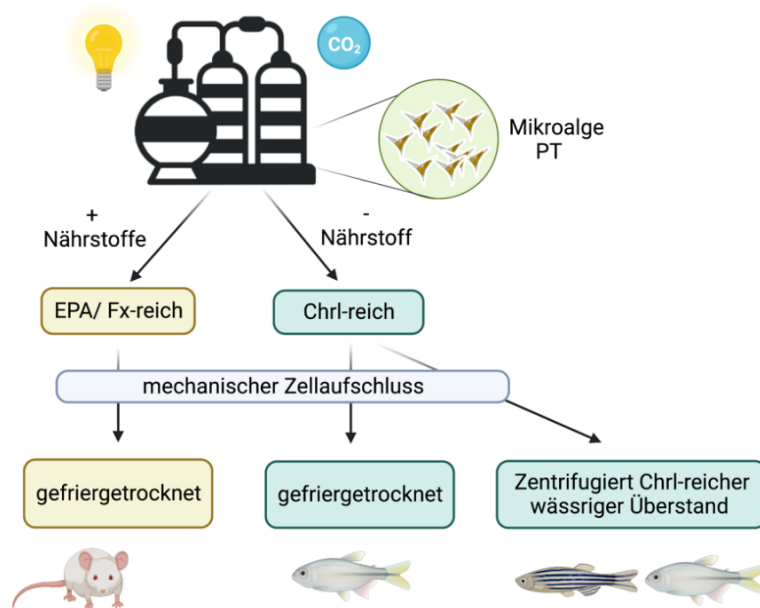 CO₂
Mikroalge
PT
+
Nährstoffe
-
Nährstoff
EPA/ Fx-reich
Chrl-reich
mechanischer Zellaufschluss
gefriergetrocknet
gefriergetrocknet
Zentrifugiert Chrl-reicher
wässriger Überstand